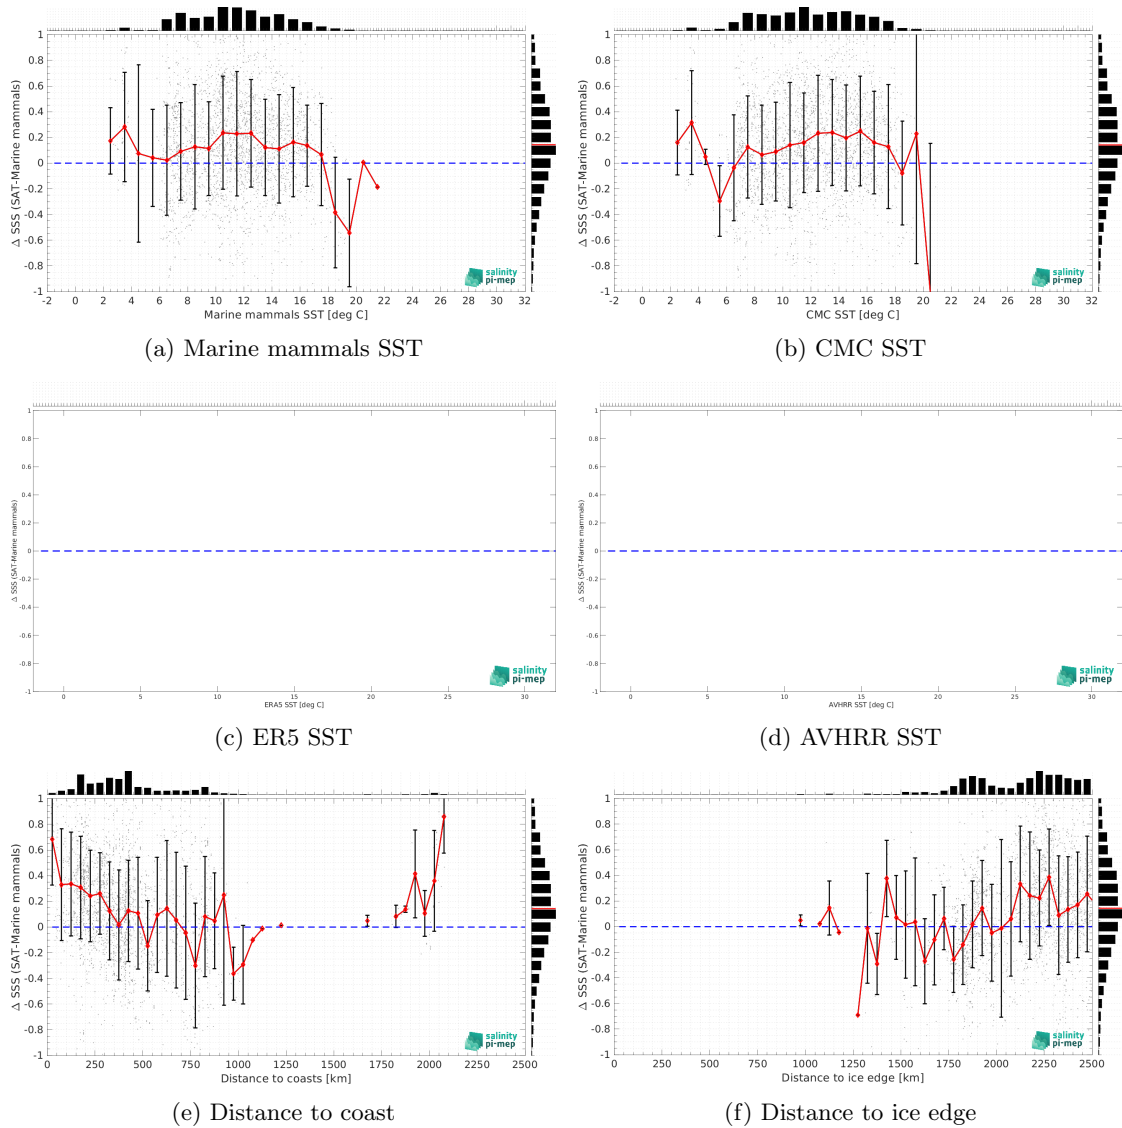 1
0.8
0.6
0.4
0.2
0
-0.2
-0.4
-0.6
-0.8
-1
Δ SSS (SAT-Marine mammals)
salinity
pi-mep
-2 0 2 4 6 8 10 12 14 16 18 20 22 24 26 28 30 32
Marine mammals SST [deg C]
(a) Marine mammals SST
1
0.8
0.6
0.4
0.2
0
-0.2
-0.4
-0.6
-0.8
-1
Δ SSS (SAT-Marine mammals)
salinity
pi-mep
-2 0 2 4 6 8 10 12 14 16 18 20 22 24 26 28 30 32
CMC SST [deg C]
(b) CMC SST
1
0.8
0.6
0.4
0.2
0
-0.2
-0.4
-0.6
-0.8
-1
Δ SSS (SAT-Marine mammals)
salinity
pi-mep
0 5 10 15 20 25 30
ERA5 SST [deg C]
(c) ER5 SST
1
0.8
0.6
0.4
0.2
0
-0.2
-0.4
-0.6
-0.8
-1
Δ SSS (SAT-Marine mammals)
salinity
pi-mep
0 5 10 15 20 25 30
AVHRR SST [deg C]
(d) AVHRR SST
1
0.8
0.6
0.4
0.2
0
-0.2
-0.4
-0.6
-0.8
-1
Δ SSS (SAT-Marine mammals)
salinity
pi-mep
0 250 500 750 1000 1250 1500 1750 2000 2250 2500
Distance to coasts [km]
(e) Distance to coast
1
0.8
0.6
0.4
0.2
0
-0.2
-0.4
-0.6
-0.8
-1
Δ SSS (SAT-Marine mammals)
salinity
pi-mep
0 250 500 750 1000 1250 1500 1750 2000 2250 2500
Distance to ice edge [km]
(f) Distance to ice edge